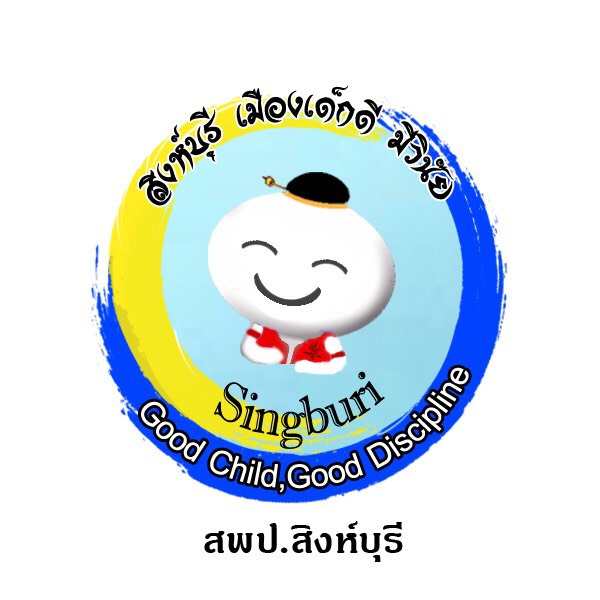 สิงห์บุรี เมืองเด็กดี มีวินัย
Singburi
Good Child,Good Discipline
สพป.สิงห์บุรี